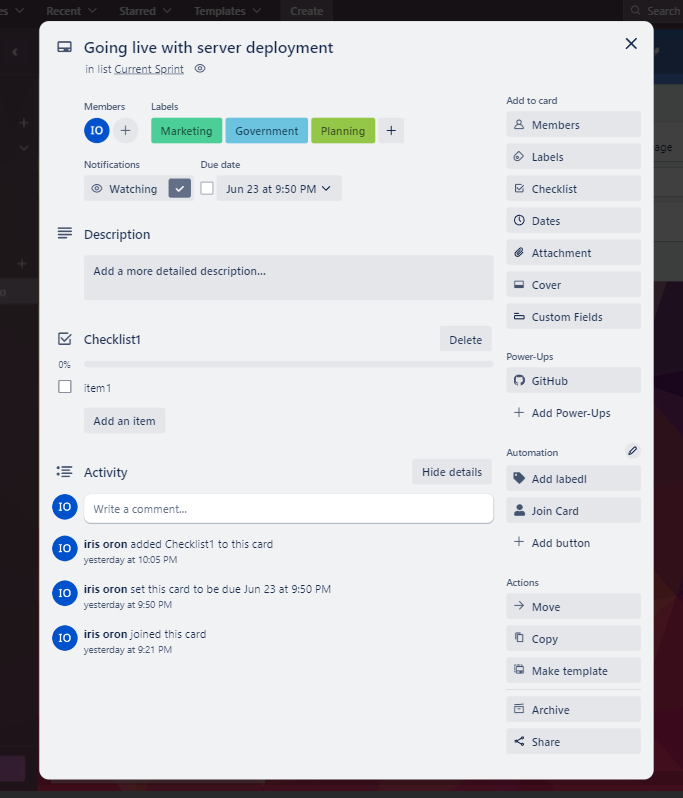 Recent
Starred
Templates
Create
Search
Going live with server deployment
in list Current Sprint
Members
Labels
IO
+
Marketing
Government
Planning
+
Notifications
Due date
Watching
Jun 23 at 9:50 PM
Description
Add a more detailed description...
Checklist1
Delete
0%
item1
Add an item
Activity
Hide details
IO
Write a comment...
IO
iris oron added Checklist1 to this card
yesterday at 10:05 PM
IO
iris oron set this card to be due Jun 23 at 9:50 PM
yesterday at 9:50 PM
IO
iris oron joined this card
yesterday at 9:21 PM
Add to card
Members
Labels
Checklist
Dates
Attachment
Cover
Custom Fields
Power-Ups
GitHub
+ Add Power-Ups
Automation
Add labedl
Join Card
+ Add button
Actions
Move
Copy
Make template
Archive
Share